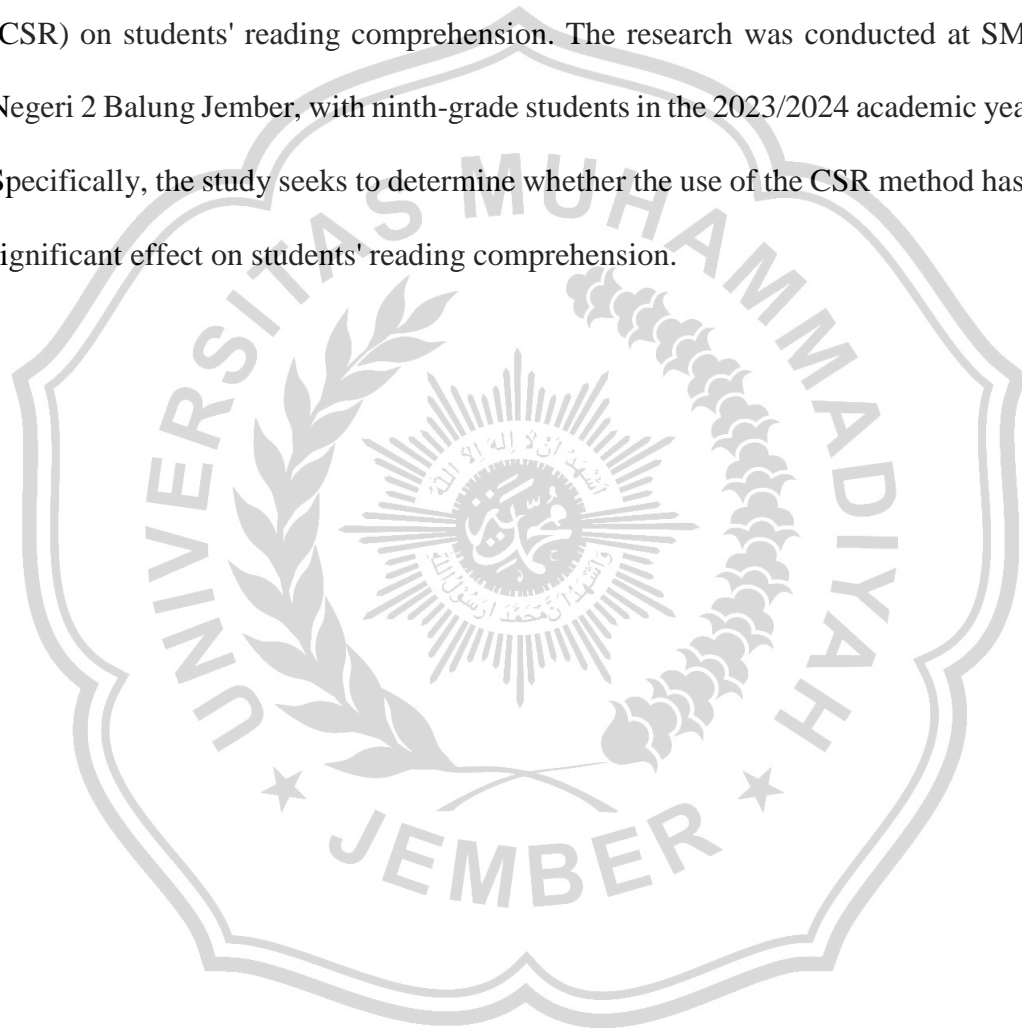 CSR) on students' reading comprehension. The research was conducted at SM
Negeri 2 Balung Jember, with ninth-grade students in the 2023/2024 academic yea
Specifically, the study seeks to determine whether the use of the CSR method has
significant effect on students' reading comprehension.
UNIVERSITAS MUHAMMADIYAH
JEMBER